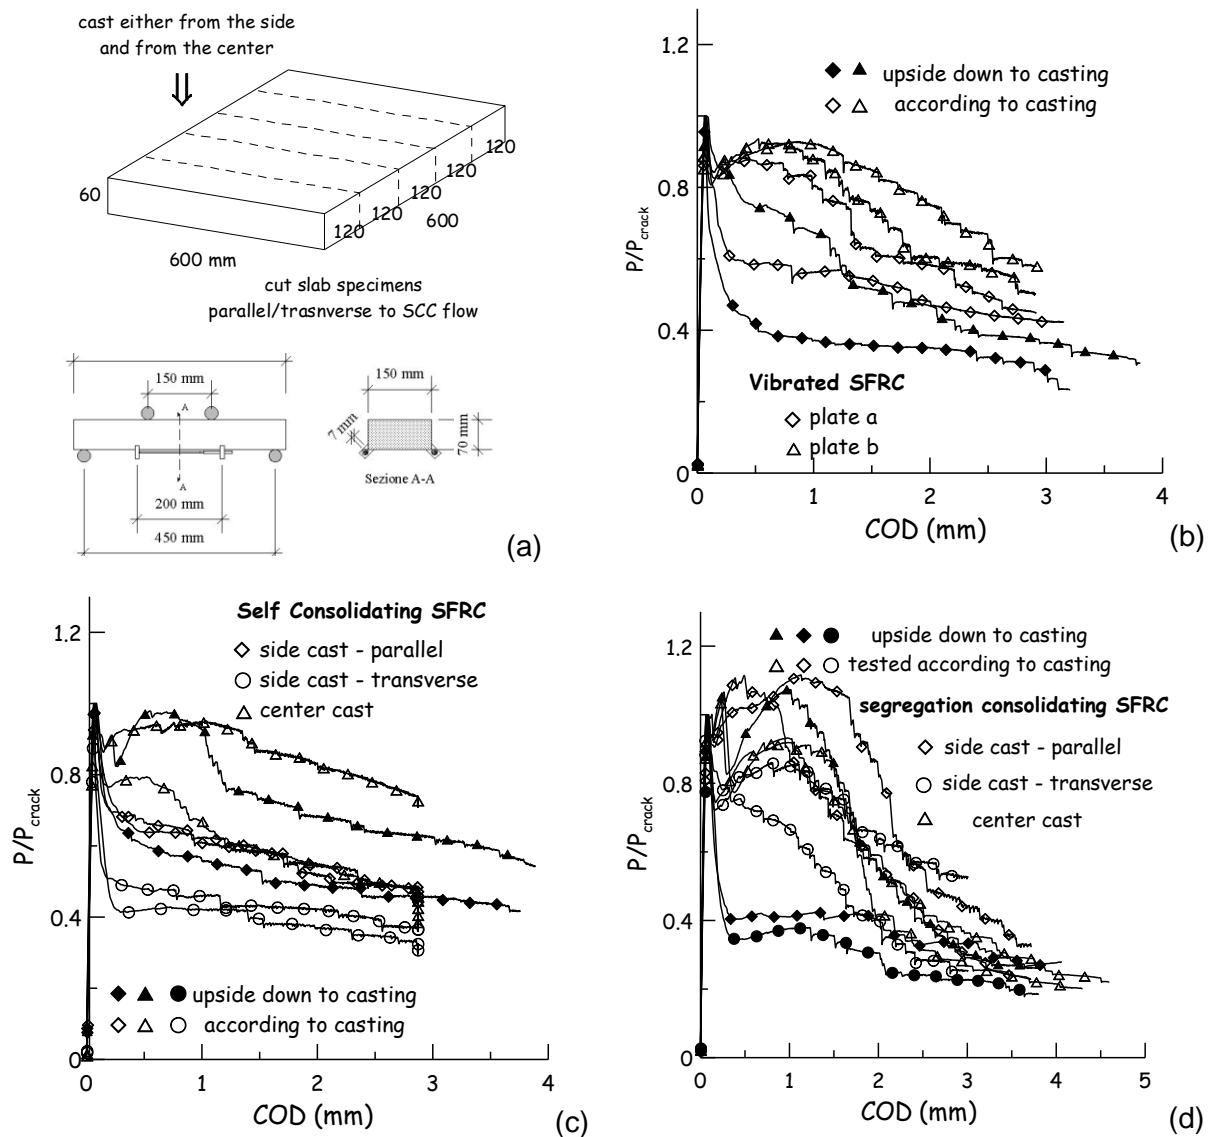 cast either from the side
and from the center
60
600 mm
120
120
120
120
120
600
cut slab specimens
parallel/trasnverse to SCC flow
150 mm
A
A
200 mm
450 mm
150 mm
7 mm
70 mm
Sezione A-A
(a)
1.2
0.8
0.4
0
P/Pcrack
upside down to casting
according to casting
Vibrated SFRC
plate a
plate b
0 1 2 3 4
COD (mm)
(b)
Self Consolidating SFRC
side cast - parallel
side cast - transverse
center cast
1.2
0.8
0.4
0
P/Pcrack
upside down to casting
according to casting
0 1 2 3 4
COD (mm)
(c)
1.2
0.8
0.4
0
P/Pcrack
upside down to casting
tested according to casting
segregation consolidating SFRC
side cast - parallel
side cast - transverse
center cast
0 1 2 3 4 5
COD (mm)
(d)